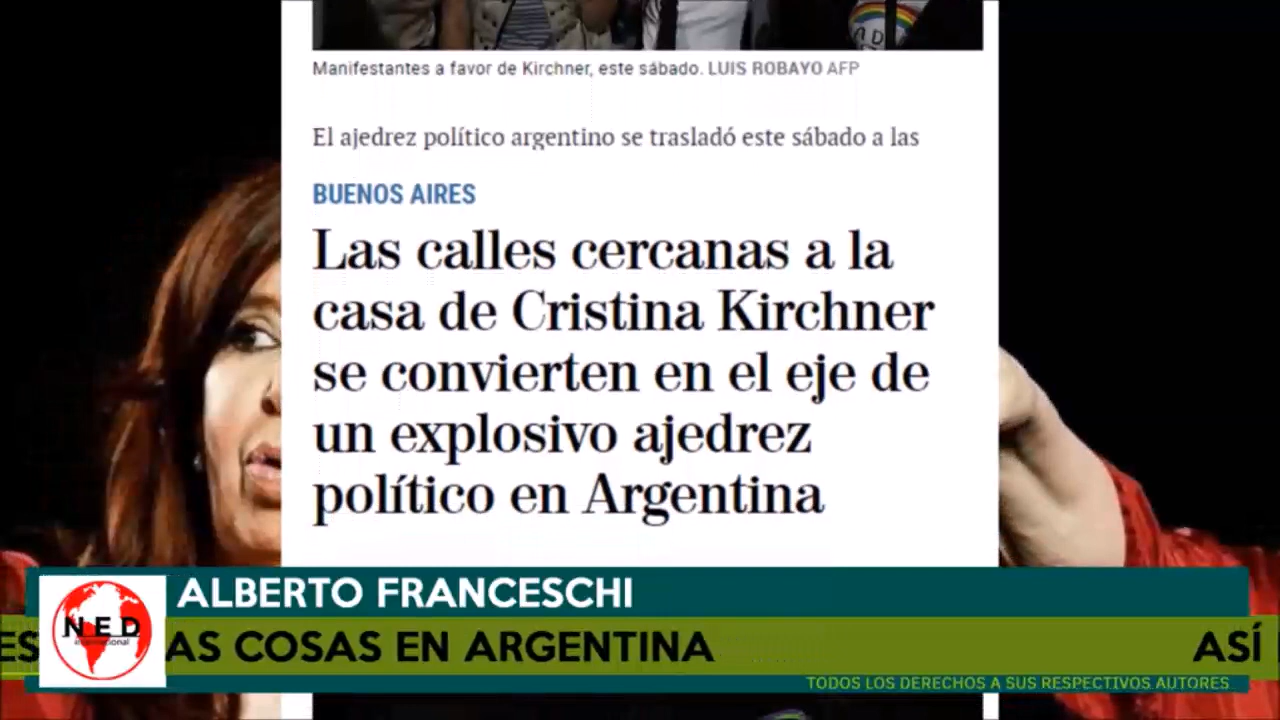 Manifestantes a favor de Kirchner, este sábado. LUIS ROBAYO AFP
El ajedrez político argentino se trasladó este sábado a las
BUENOS AIRES
Las calles cercanas a la
casa de Cristina Kirchner
se convierten en el eje de
un explosivo ajedrez
político en Argentina
ALBERTO FRANCESCHI
NED
international
ES AS COSAS EN ARGENTINA ASÍ
TODOS LOS DERECHOS A SUS RESPECTIVOS AUTORES